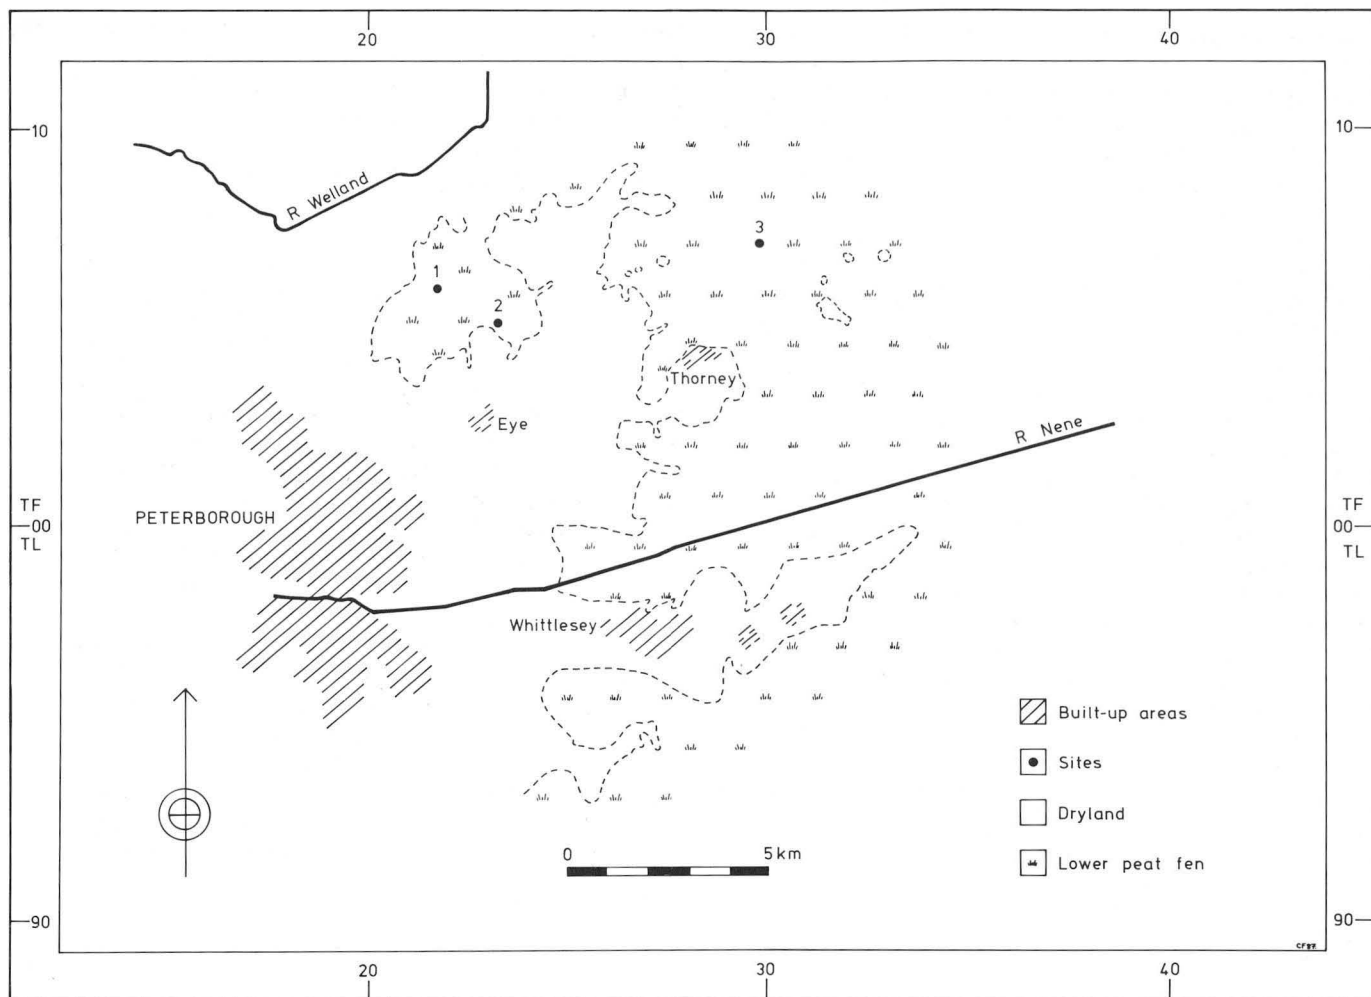 20 30 40
10 10
R Welland
3
1
2
Thorney
Eye
R Nene
TF TF
PETERBOROUGH
00 00
TL TL
Whittlesey
Built-up areas
Sites
Dryland
Lower peat fen
0 5km
90 90
CF87
20 30 40